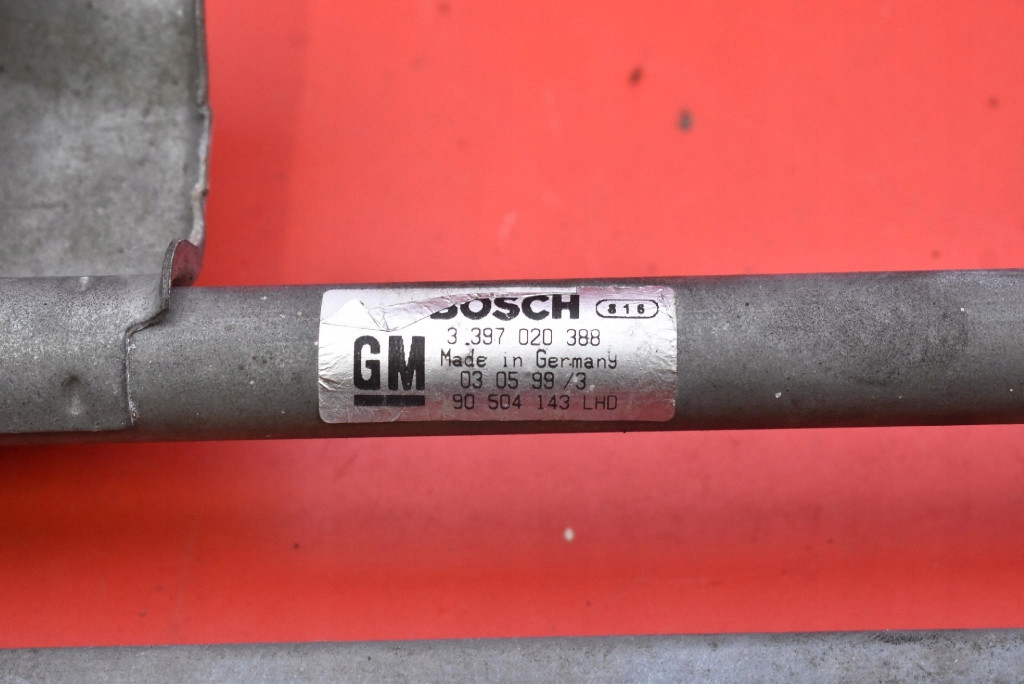 BOSCH 816
3 397 020 388
GM Made in Germany
03 05 99 /3
90 504 143 LHD